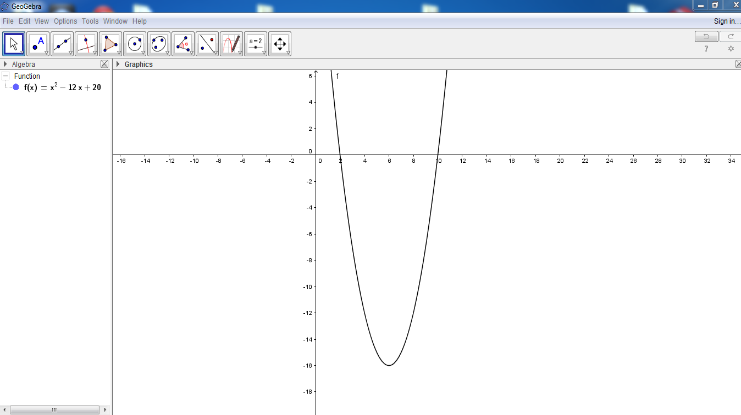 GeoGebra
File Edit View Options Tools Window Help
Sign in...
A
a = 2
?
Algebra
Graphics
Function
f(x) = x² − 12 x + 20
f
6
4
2
0
-16 -14 -12 -10 -8 -6 -4 -2 0 2 4 6 8 10 12 14 16 18 20 22 24 26 28 30 32 34
-2
-4
-6
-8
-10
-12
-14
-16
-18